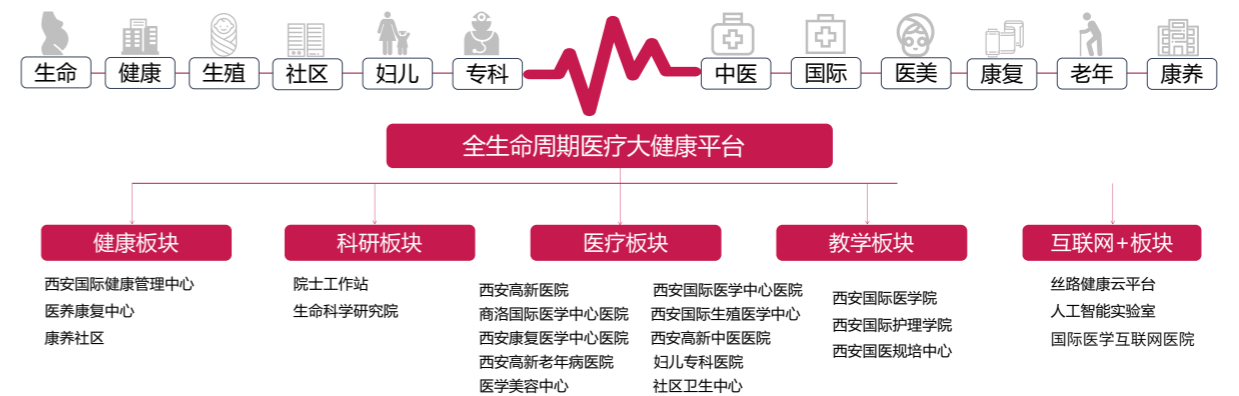 生命
健康
生殖
社区
妇儿
专科
中医
国际
医美
康复
老年
康养
全生命周期医疗大健康平台
健康板块
西安国际健康管理中心
医养康复中心
康养社区
科研板块
院士工作站
生命科学研究院
医疗板块
西安高新医院
商洛国际医学中心医院
西安康复医学中心医院
西安高新老年病医院
医学美容中心
西安国际医学中心医院
西安国际生殖医学中心
西安高新中医医院
妇儿专科医院
社区卫生中心
教学板块
西安国际医学院
西安国际护理学院
西安国医规培中心
互联网+板块
丝路健康云平台
人工智能实验室
国际医学互联网医院